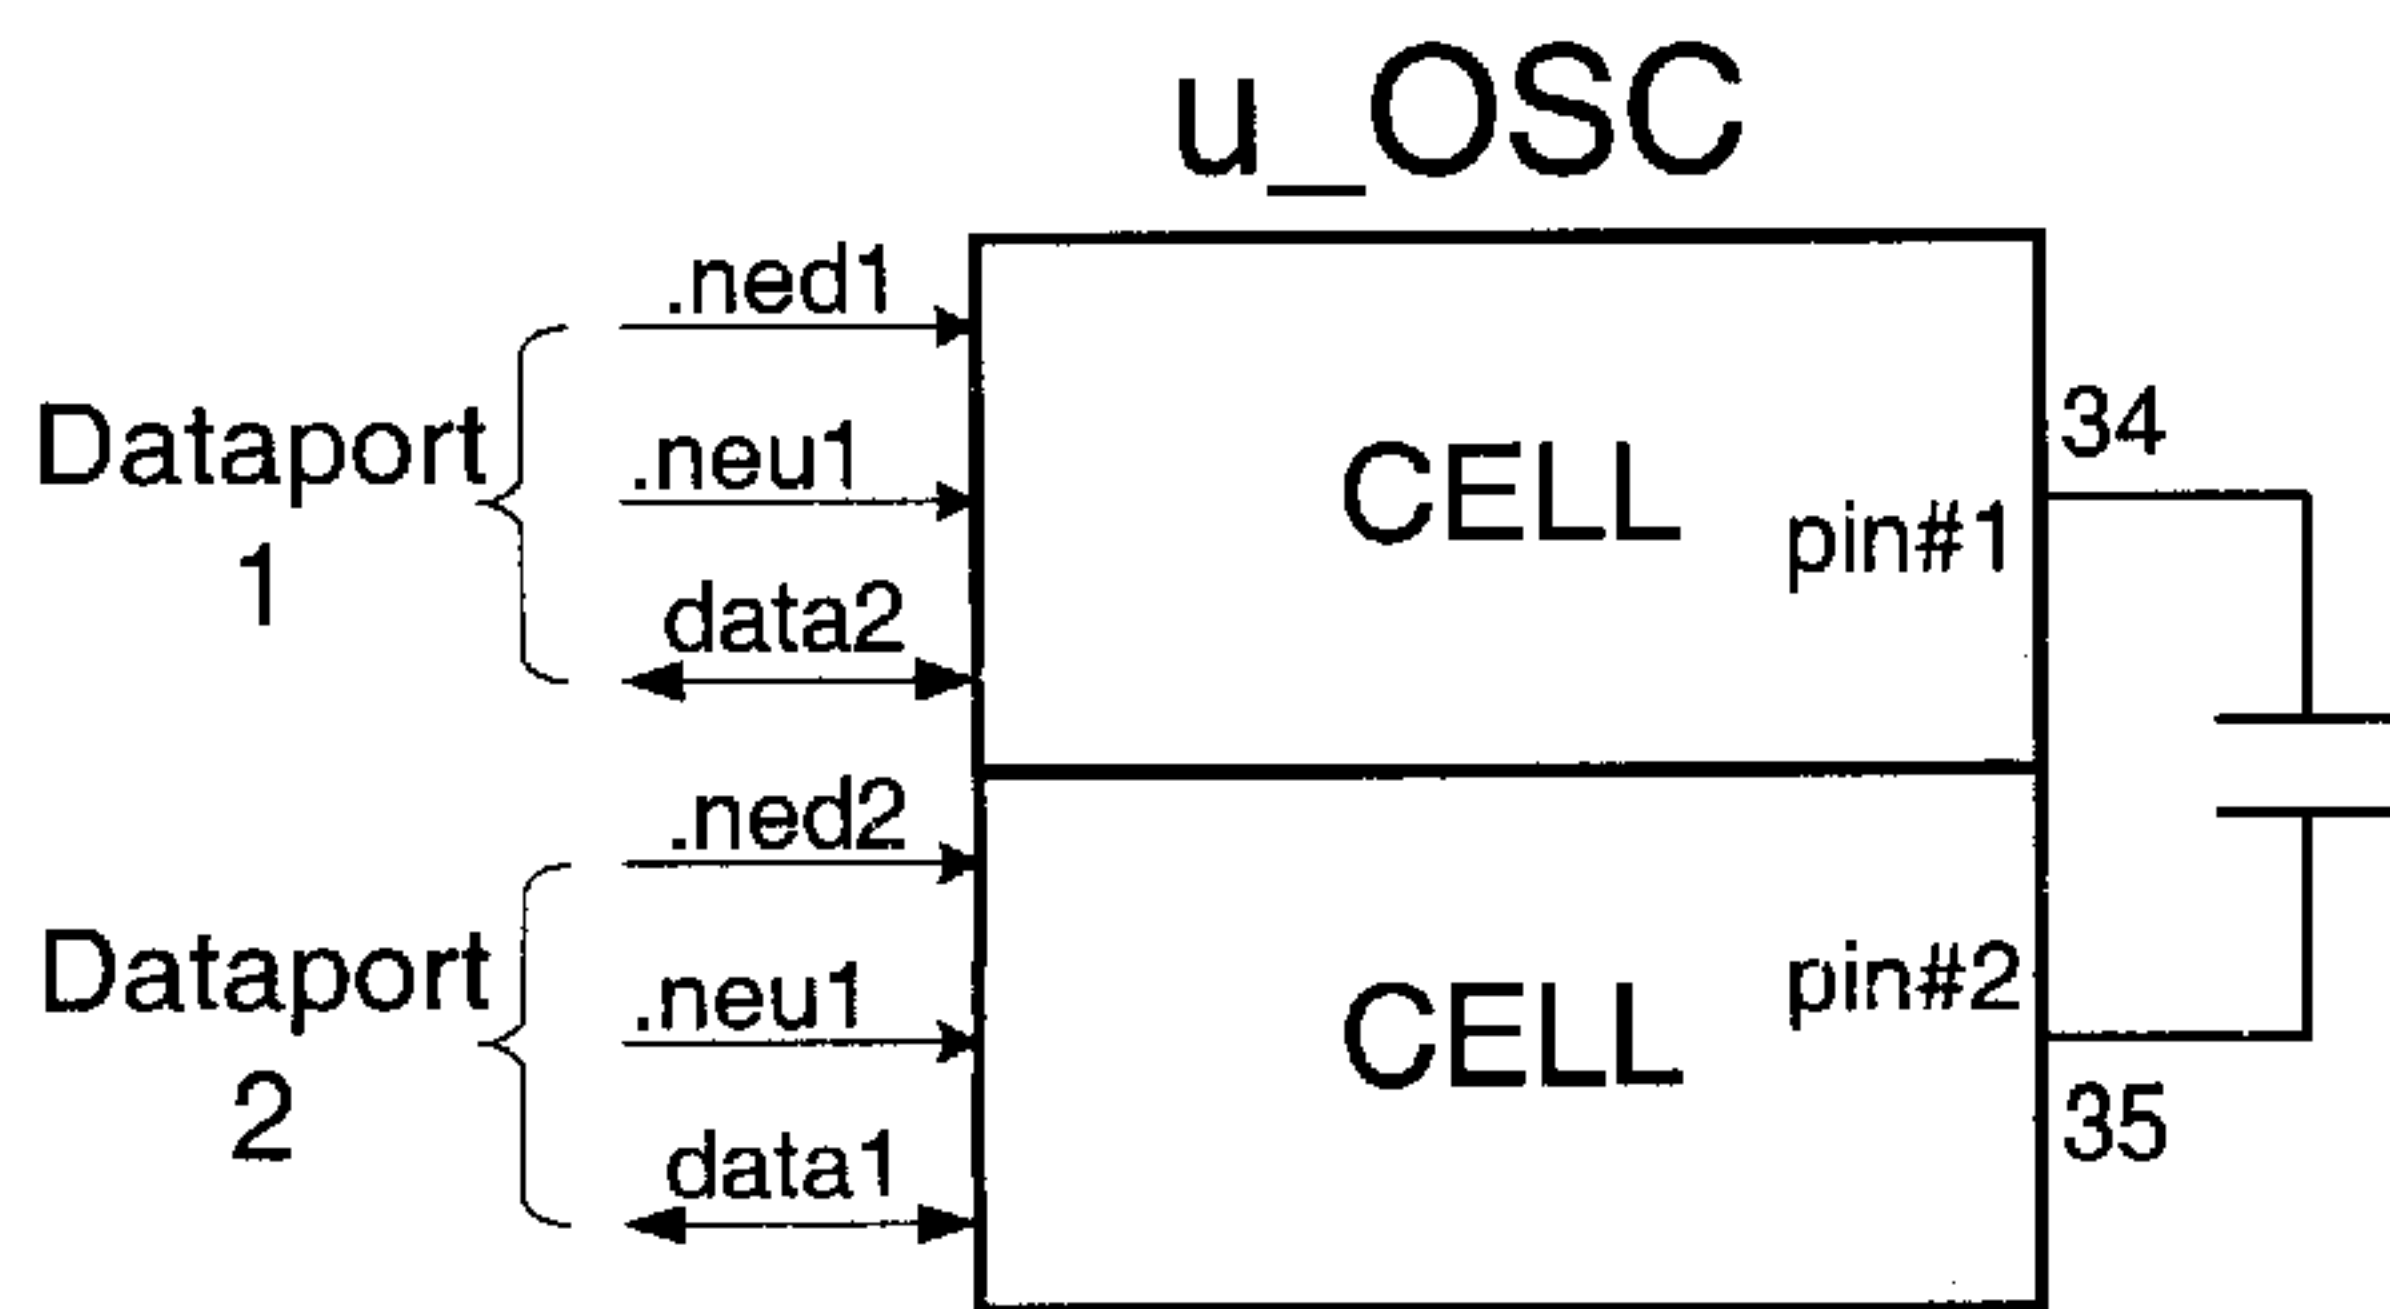 u_OSC
.ned1
.neu1
data2
Dataport
1
CELL
pin#1
34
.ned2
.neu1
data1
Dataport
2
CELL
pin#2
35